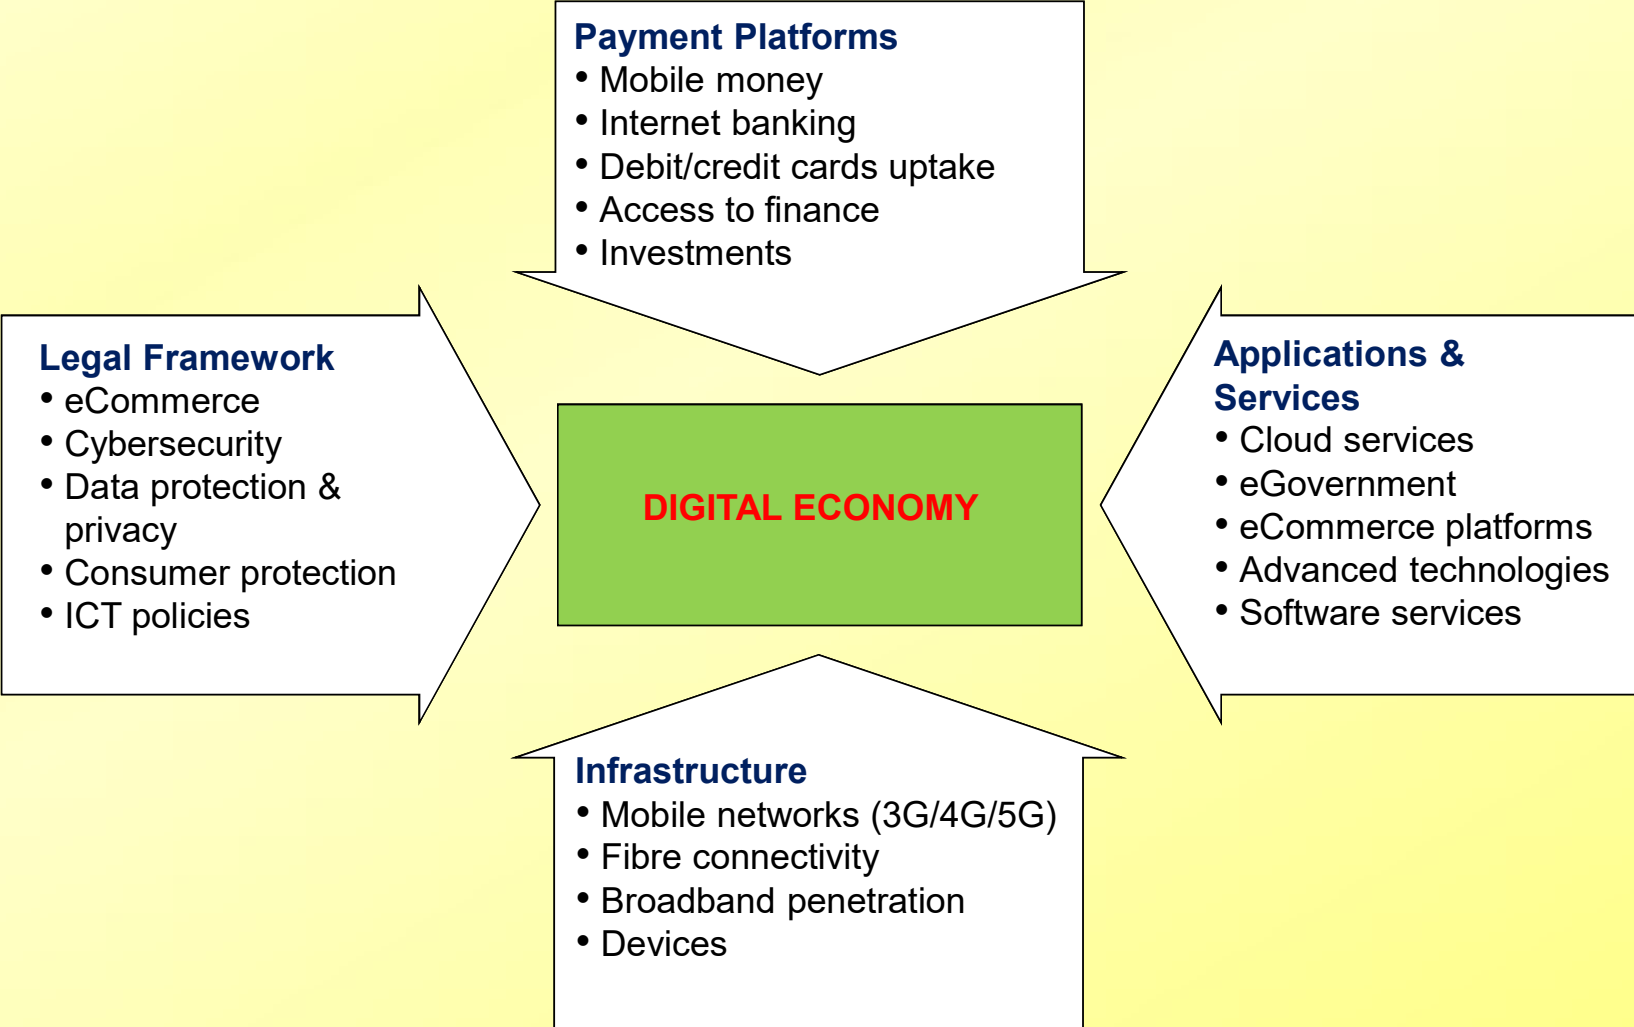 Payment Platforms
• Mobile money
• Internet banking
• Debit/credit cards uptake
• Access to finance
• Investments
Legal Framework
• eCommerce
• Cybersecurity
• Data protection &
privacy
• Consumer protection
• ICT policies
DIGITAL ECONOMY
Applications &
Services
• Cloud services
• eGovernment
• eCommerce platforms
• Advanced technologies
• Software services
Infrastructure
• Mobile networks (3G/4G/5G)
• Fibre connectivity
• Broadband penetration
• Devices